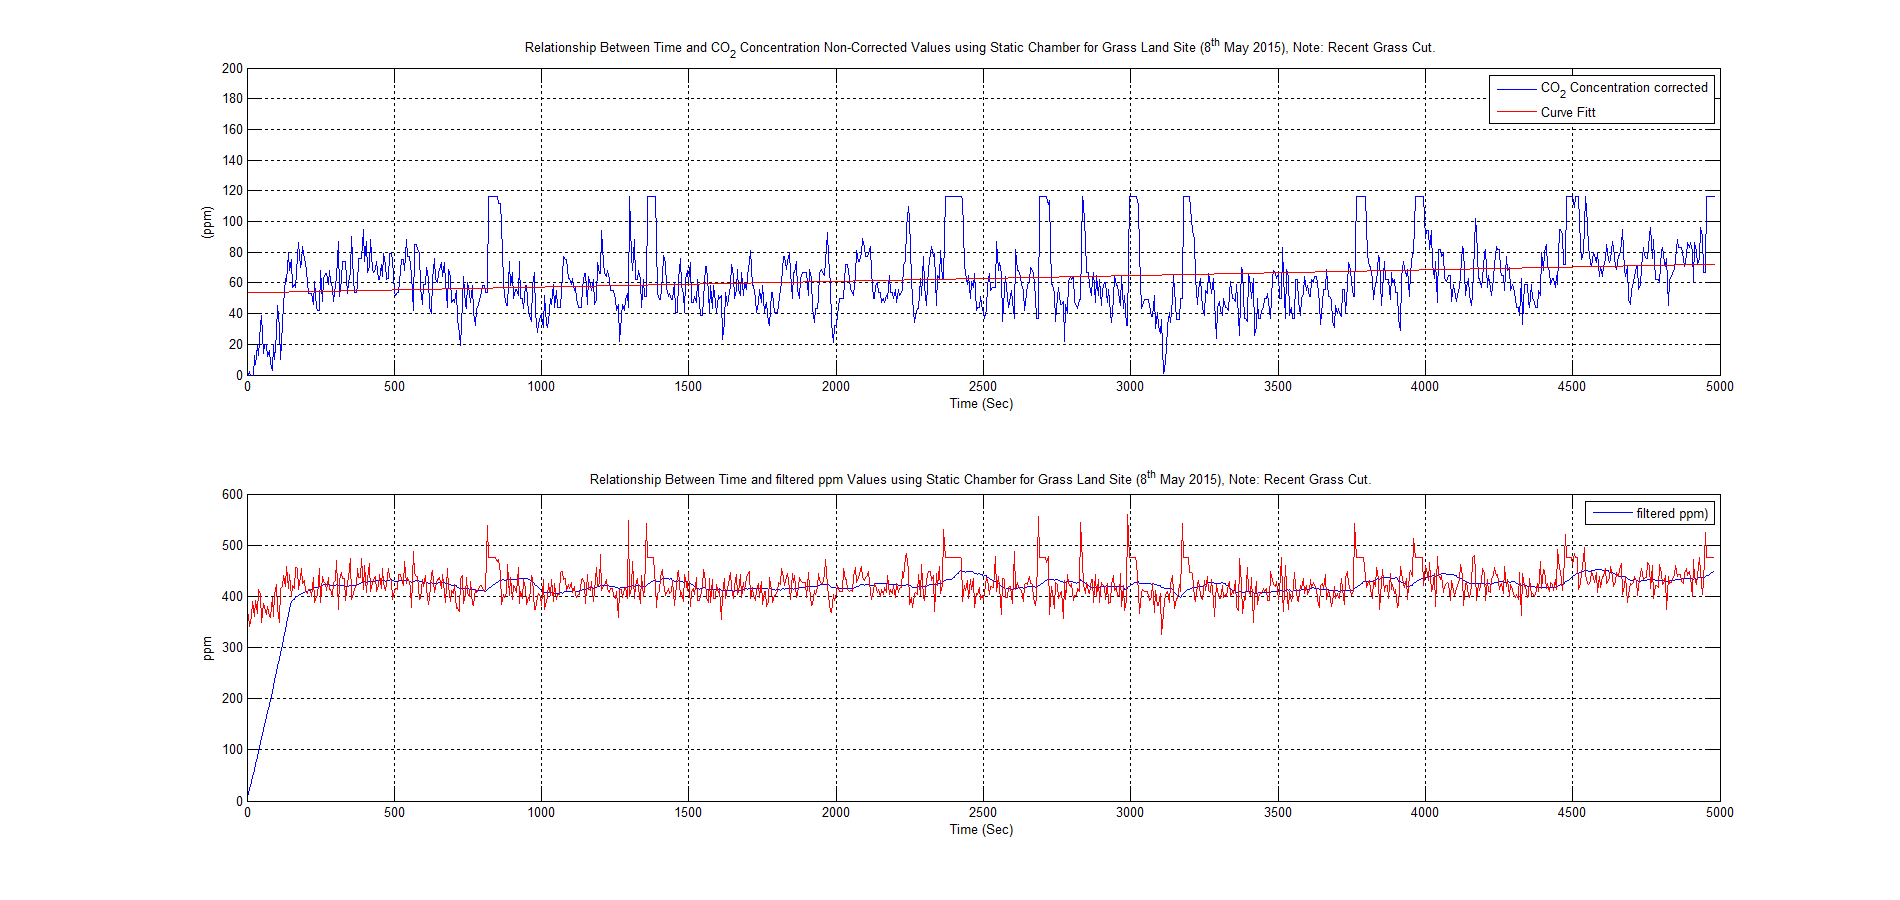 Relationship Between Time and CO2 Concentration Non-Corrected Values using Static Chamber for Grass Land Site (8th May 2015), Note: Recent Grass Cut.
200
180
160
140
120
100
80
60
40
20
0
(ppm)
CO2 Concentration corrected
Curve Fitt
0 500 1000 1500 2000 2500 3000 3500 4000 4500 5000
Time (Sec)
Relationship Between Time and filtered ppm Values using Static Chamber for Grass Land Site (8th May 2015), Note: Recent Grass Cut.
600
500
400
300
200
100
0
ppm
filtered ppm)
0 500 1000 1500 2000 2500 3000 3500 4000 4500 5000
Time (Sec)